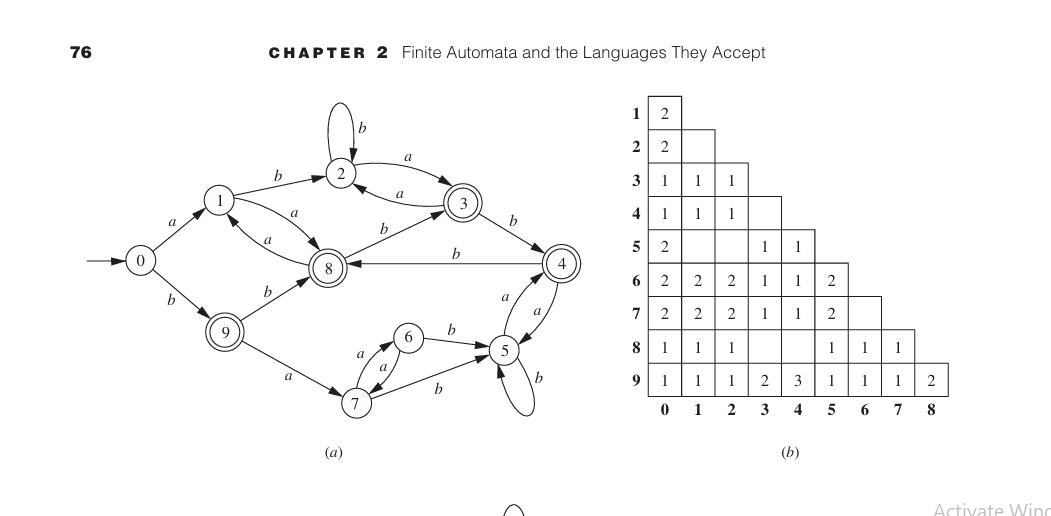 76 CHAPTER 2 Finite Automata and the Languages They Accept
b
2
a
b
a
1
3
a
a
b
b
a
0
8
b
4
b
b
a
a
9
6
b
5
a
a
a
b
7
b
(a)
1 2
2 2
3 1 1 1
4 1 1 1
5 2 1 1
6 2 2 2 1 1 2
7 2 2 2 1 1 2
8 1 1 1 1 1 1
9 1 1 1 2 3 1 1 1 2
0 1 2 3 4 5 6 7 8
(b)
Activate Wind